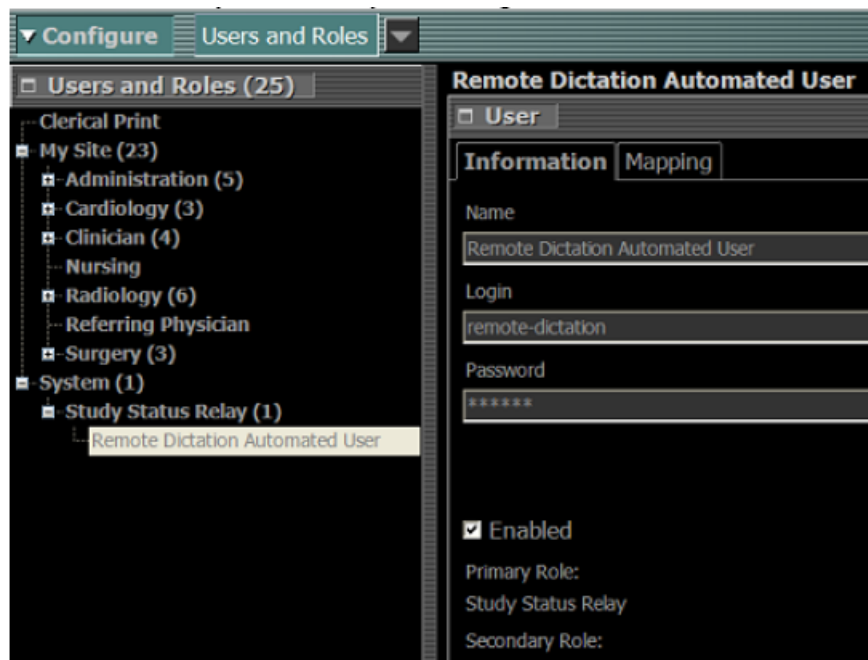 Configure
Users and Roles
Users and Roles (25)
Clerical Print
My Site (23)
Administration (5)
Cardiology (3)
Clinician (4)
Nursing
Radiology (6)
Referring Physician
Surgery (3)
System (1)
Study Status Relay (1)
Remote Dictation Automated User
Remote Dictation Automated User
User
Information Mapping
Name
Remote Dictation Automated User
Login
remote-dictation
Password
******
Enabled
Primary Role:
Study Status Relay
Secondary Role: